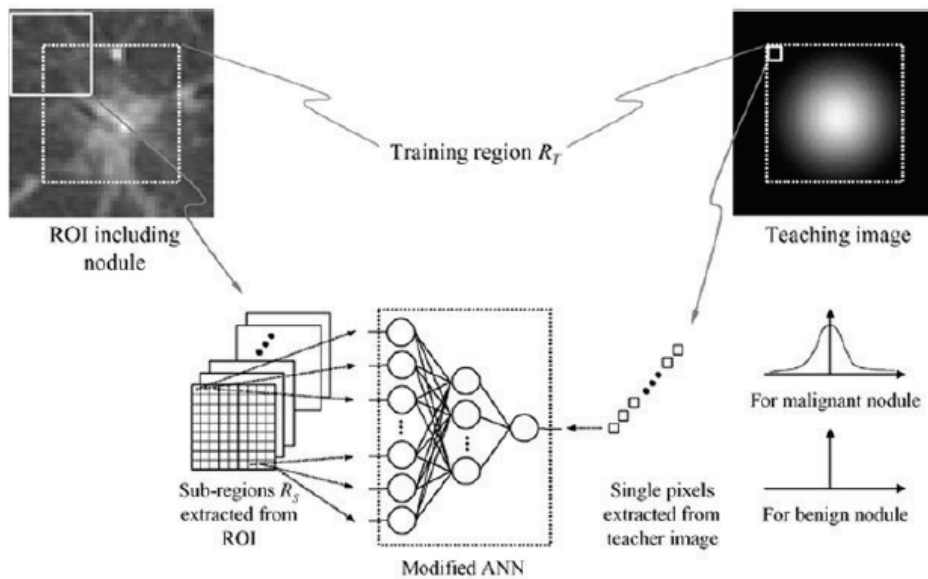 Training region R_T
ROI including
nodule
Teaching image
For malignant nodule
Sub-regions R_S
extracted from
ROI
Single pixels
extracted from
teacher image
For benign nodule
Modified ANN